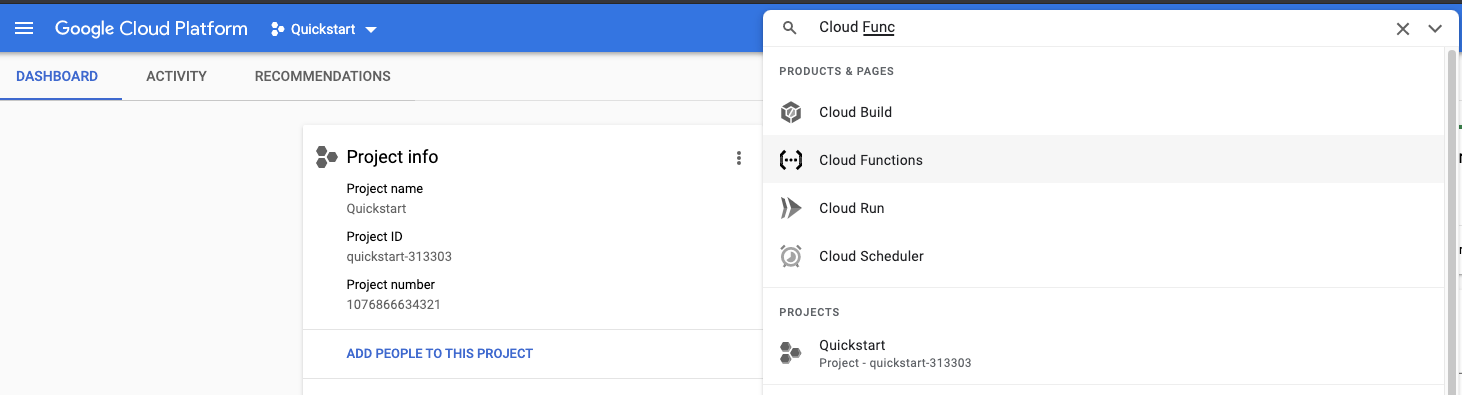 Google Cloud Platform
Quickstart
Cloud Func
DASHBOARD
ACTIVITY
RECOMMENDATIONS
Project info
Project name
Quickstart
Project ID
quickstart-313303
Project number
1076866634321
ADD PEOPLE TO THIS PROJECT
PRODUCTS & PAGES
Cloud Build
Cloud Functions
Cloud Run
Cloud Scheduler
PROJECTS
Quickstart
Project - quickstart-313303